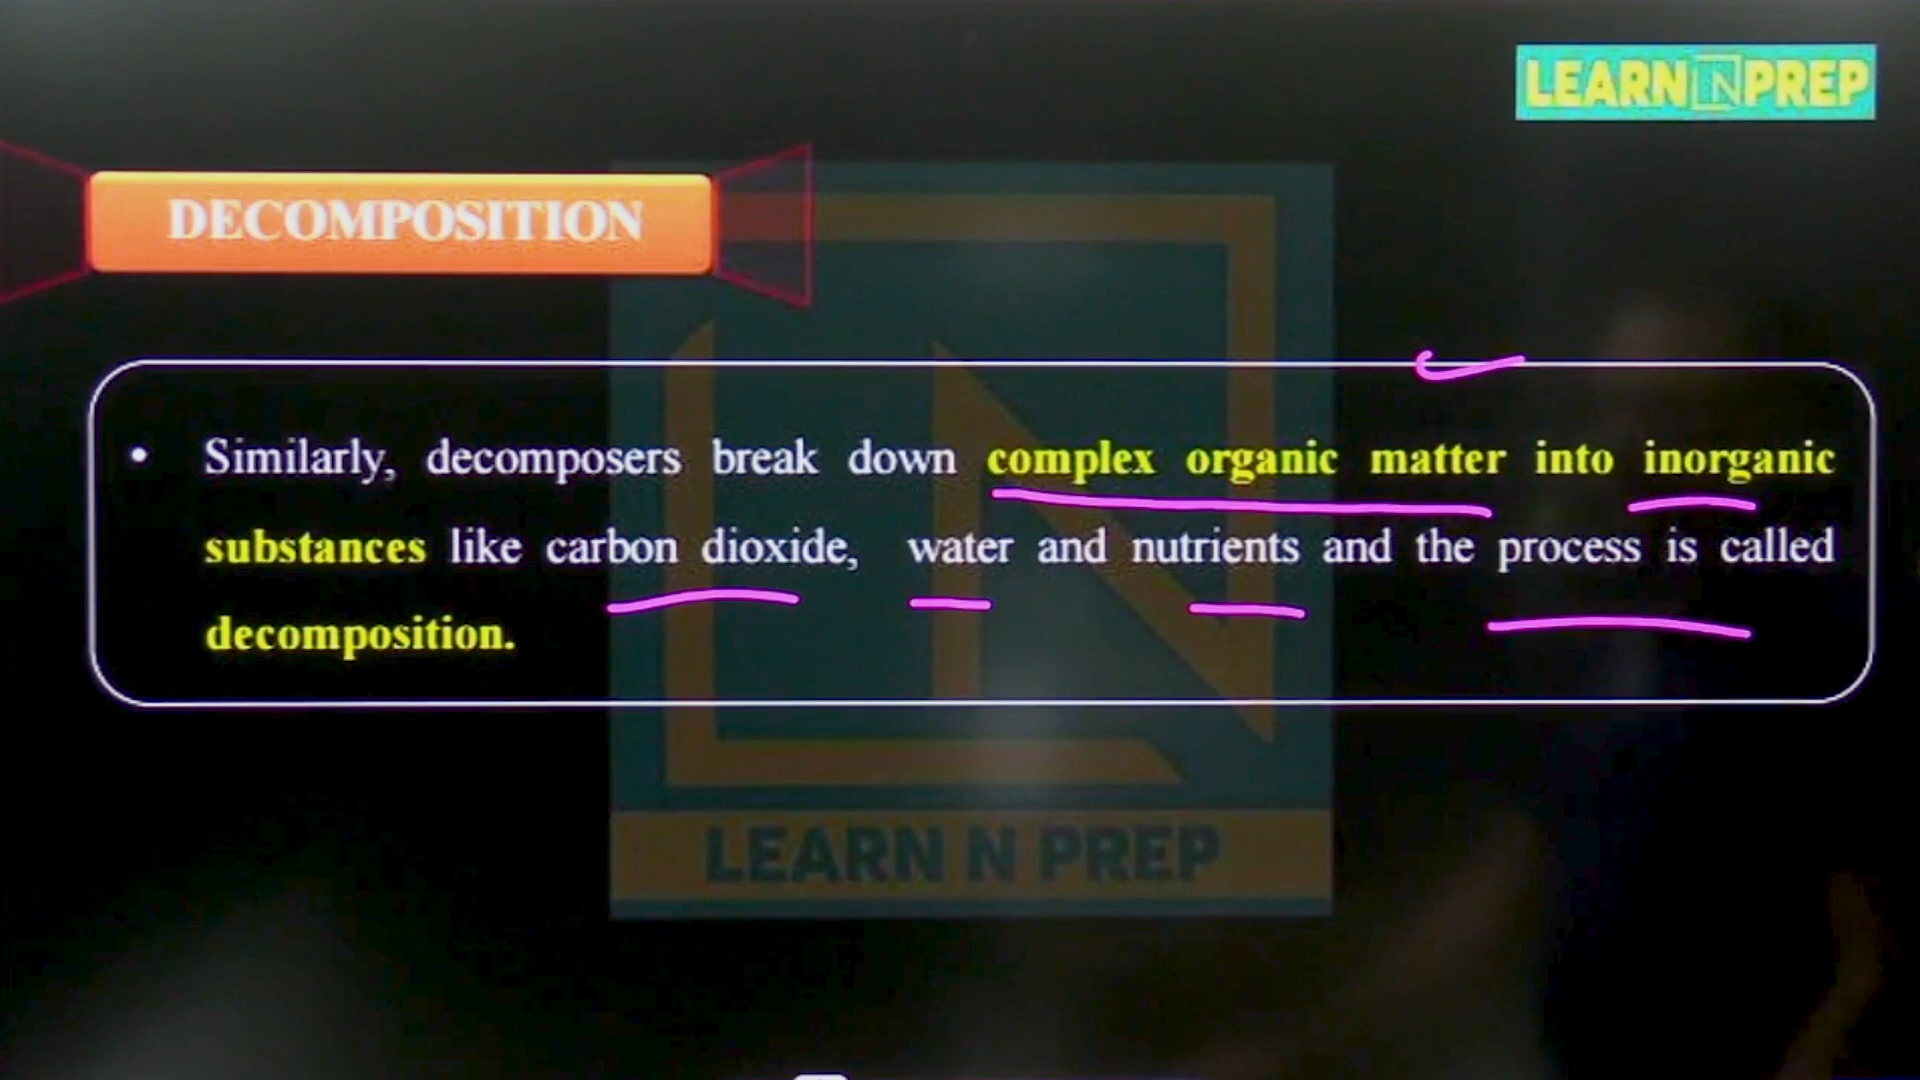 LEARN N PREP
DECOMPOSITION
• Similarly, decomposers break down complex organic matter into inorganic
substances like carbon dioxide, water and nutrients and the process is called
decomposition.
LEARN N PREP